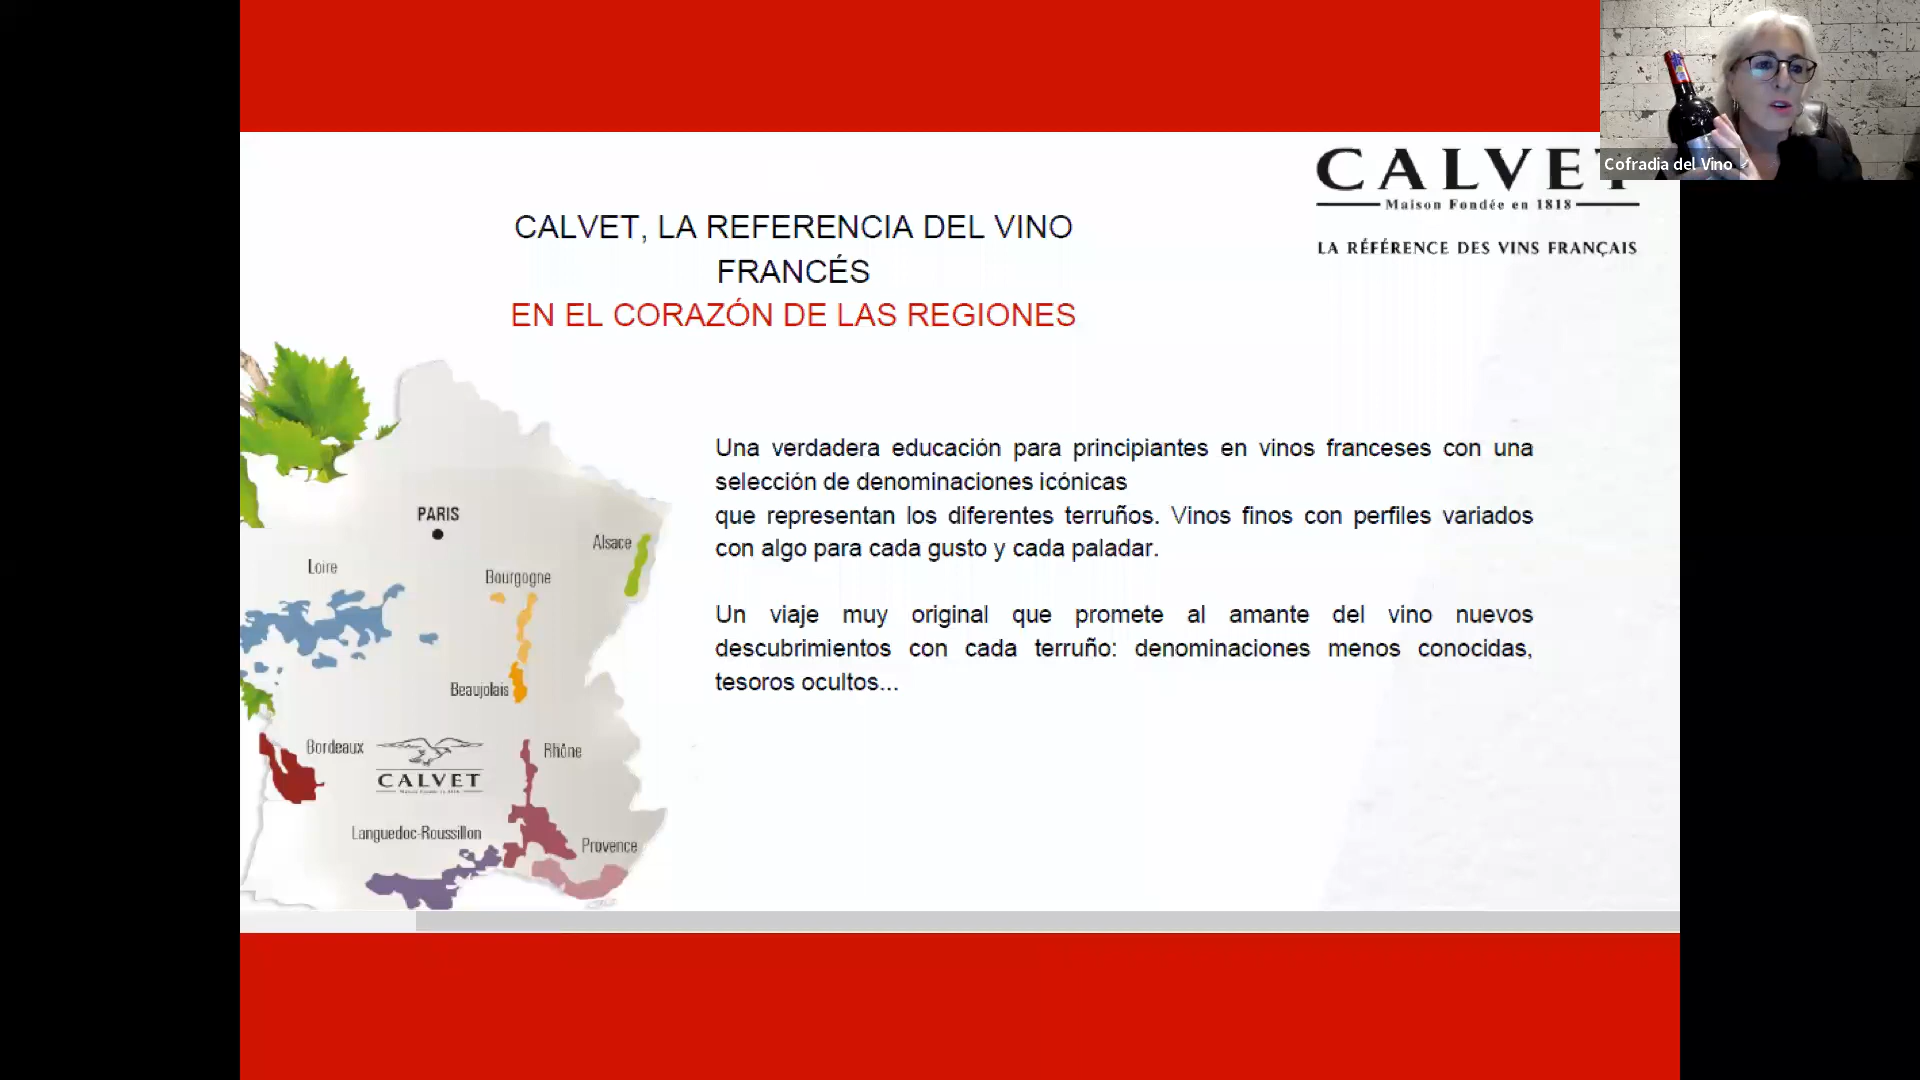 Cofradia del Vino
CALVET
Maison Fondée en 1818
LA RÉFÉRENCE DES VINS FRANÇAIS
CALVET, LA REFERENCIA DEL VINO
FRANCÉS
EN EL CORAZÓN DE LAS REGIONES
Una verdadera educación para principiantes en vinos franceses con una
selección de denominaciones icónicas
que representan los diferentes terruños. Vinos finos con perfiles variados
con algo para cada gusto y cada paladar.
Un viaje muy original que promete al amante del vino nuevos
descubrimientos con cada terruño: denominaciones menos conocidas,
tesoros ocultos...
PARIS
Alsace
Loire
Bourgogne
Beaujolais
Bordeaux
Rhône
CALVET
Maison Fondée en 1818
Languedoc-Roussillon
Provence